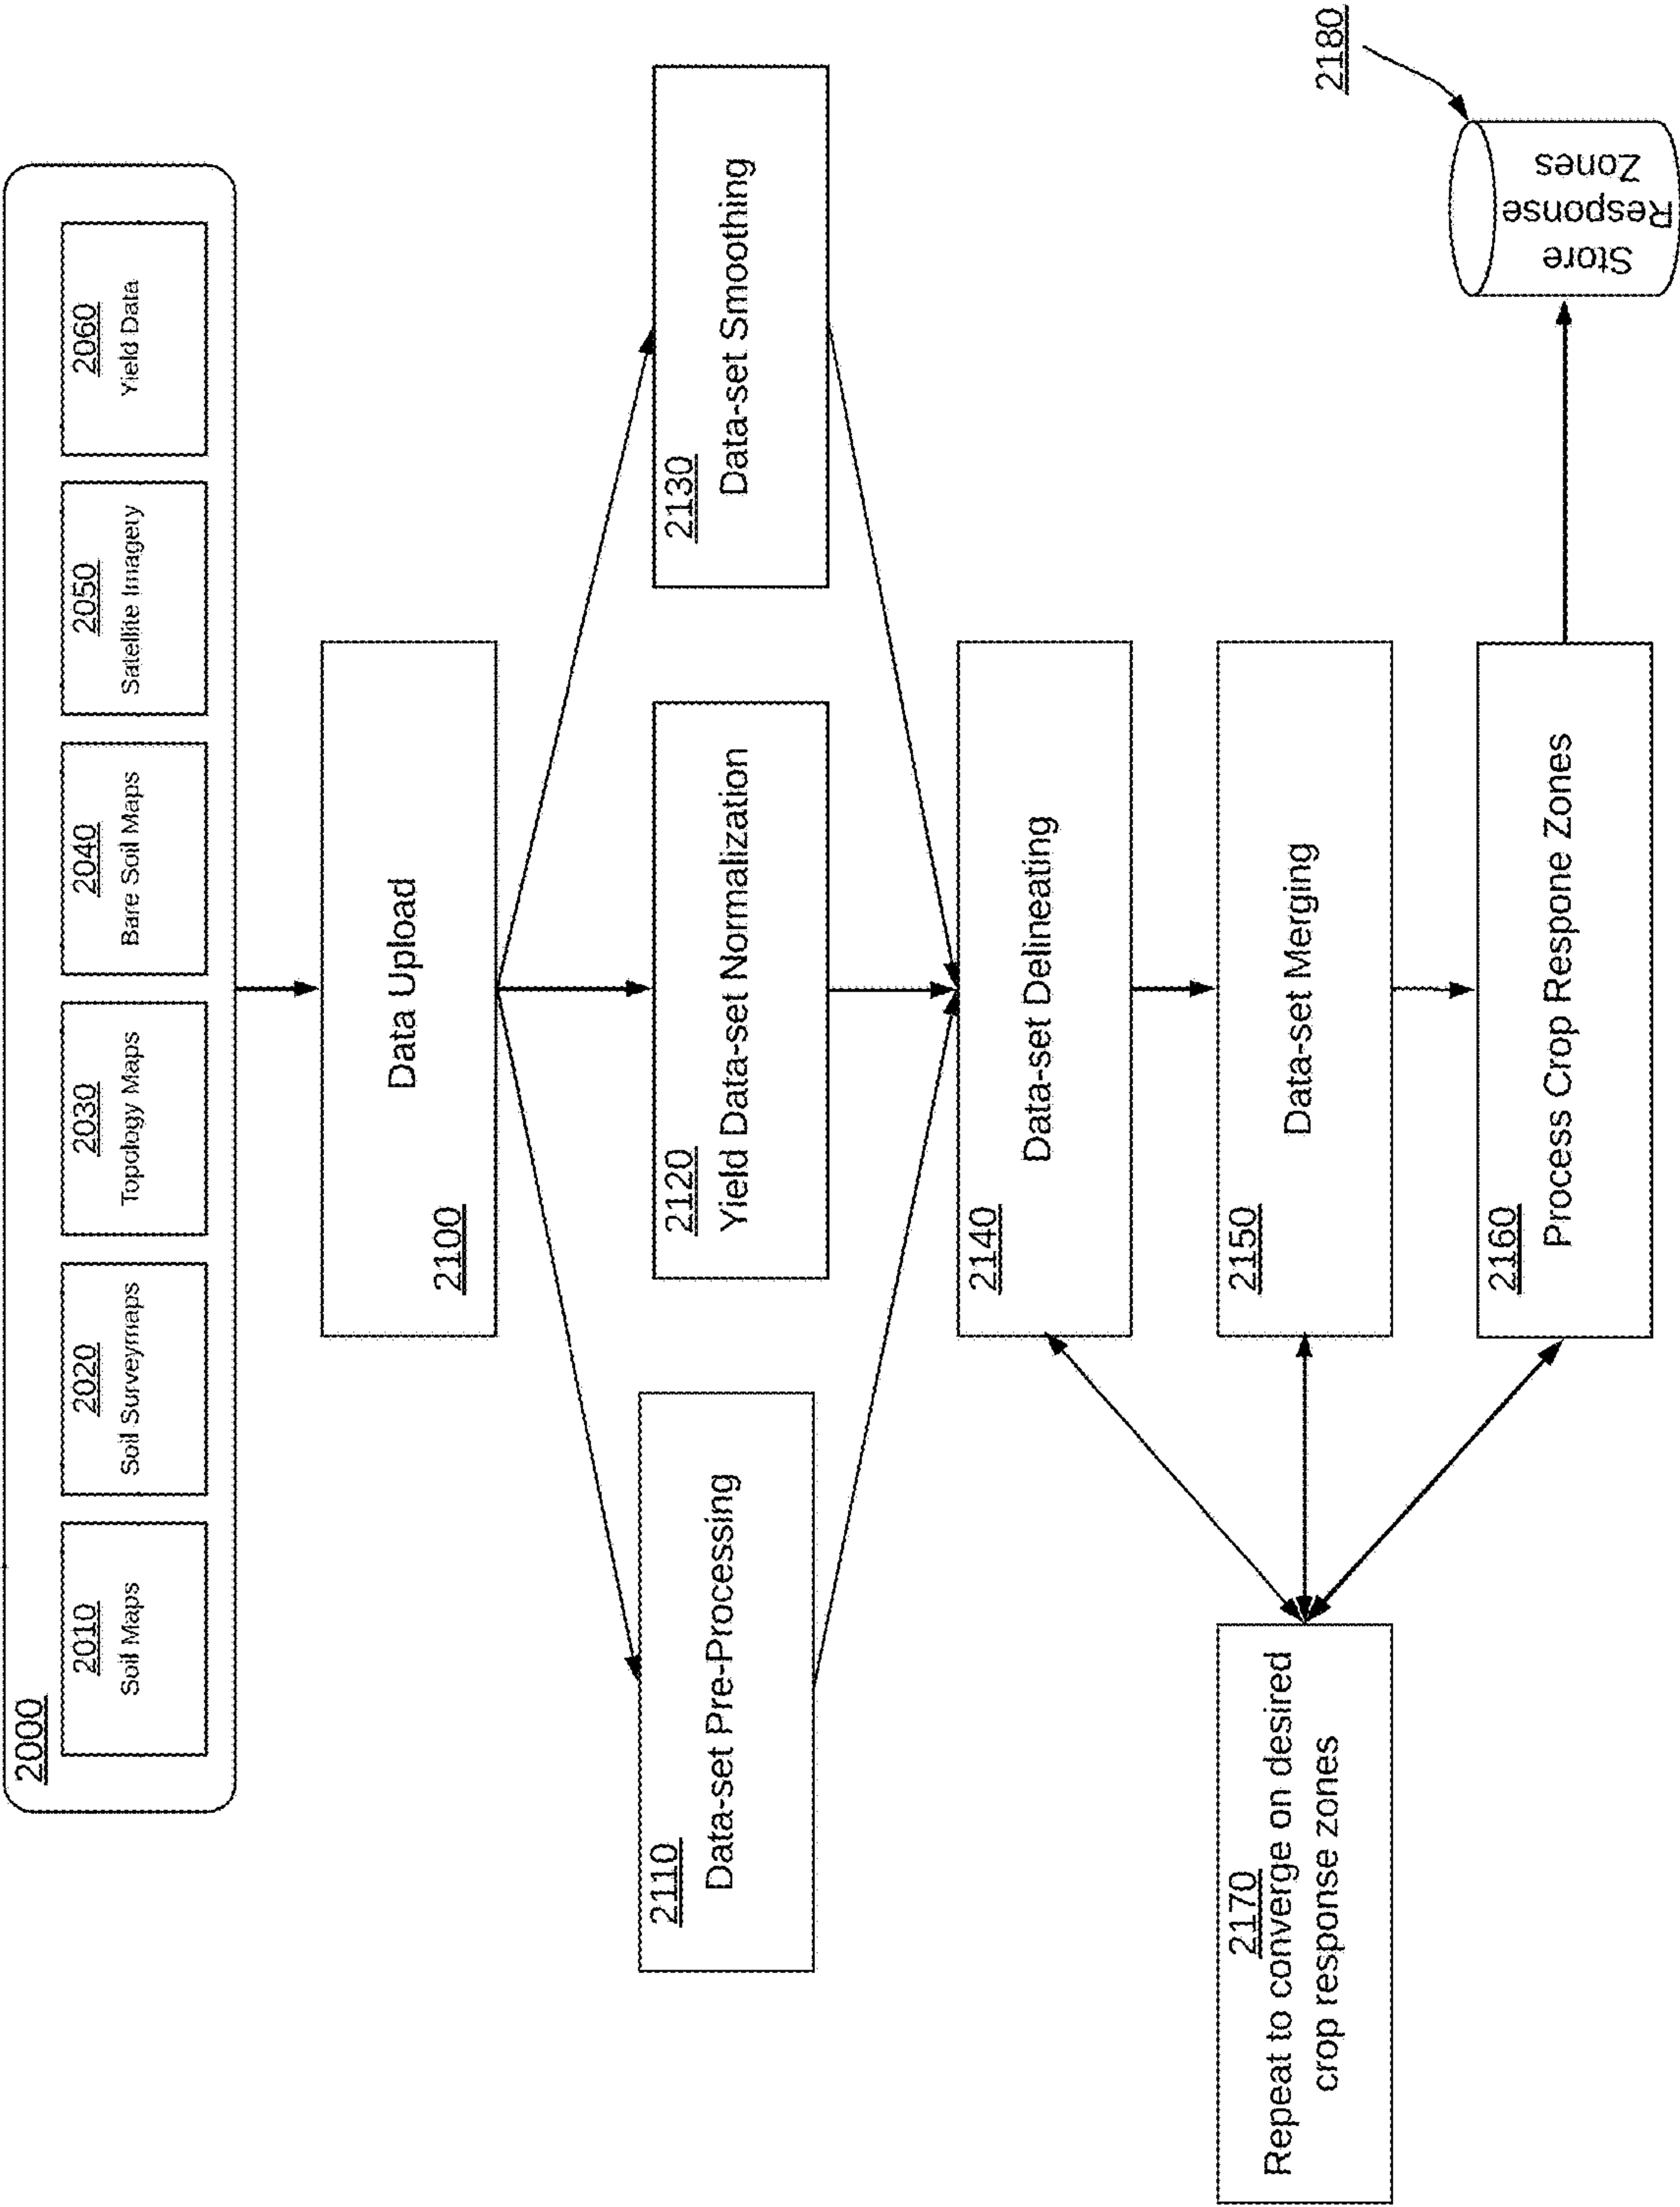 2000
2010
Soil Maps
2020
Soil Surveymaps
2030
Topology Maps
2040
Bare Soil Maps
2050
Satellite Imagery
2060
Yield Data
Data Upload
2100
2110
Data-set Pre-Processing
2120
Yield Data-set Normalization
2130
Data-set Smoothing
2140
Data-set Delineating
2150
Data-set Merging
2160
Process Crop Respone Zones
2170
Repeat to converge on desired
crop response zones
2180
Store
Response
Zones